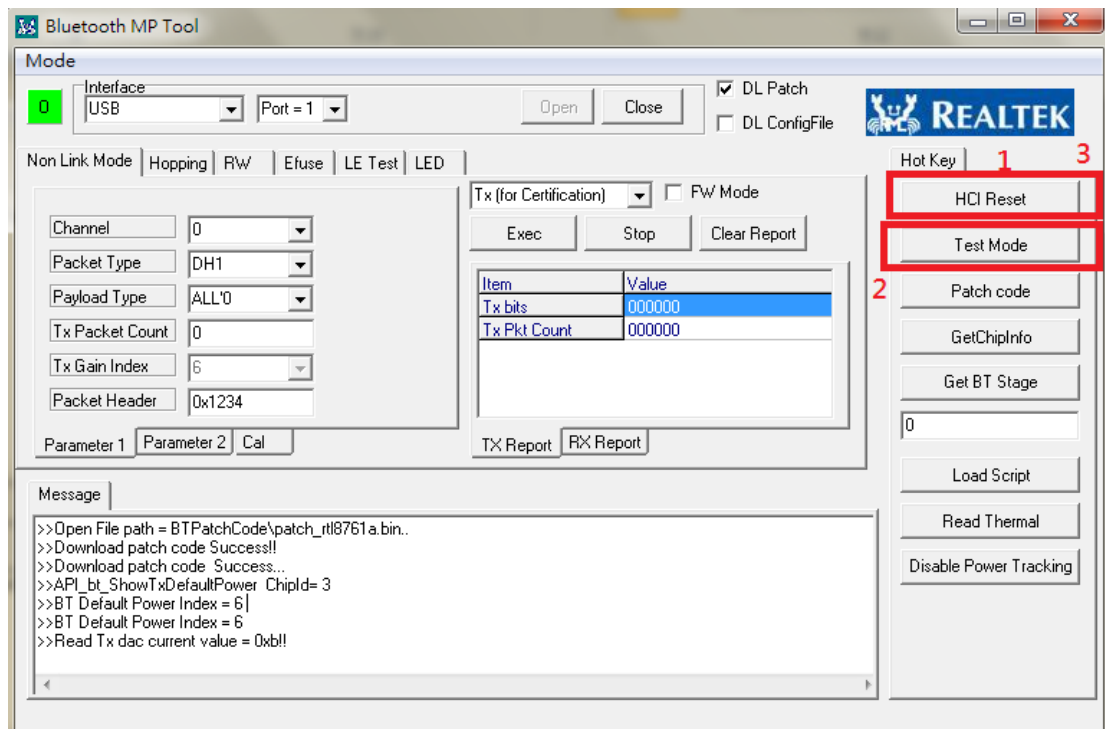 Bluetooth MP Tool
Mode
Interface
0
USB
Port = 1
Open
Close
DL Patch
DL ConfigFile
REALTEK
Non Link Mode
Hopping
RW
Efuse
LE Test
LED
Channel
0
Packet Type
DH1
Payload Type
ALL'0
Tx Packet Count
0
Tx Gain Index
6
Packet Header
0x1234
Parameter 1
Parameter 2
Cal
Tx (for Certification)
FW Mode
Exec
Stop
Clear Report
Item Value
Tx bits 000000
Tx Pkt Count 000000
TX Report
RX Report
Hot Key
1
3
HCI Reset
Test Mode
2
Patch code
GetChipInfo
Get BT Stage
0
Load Script
Read Thermal
Disable Power Tracking
Message
>>Open File path = BTPatchCode\patch_rtl8761a.bin..
>>Download patch code Success!!
>>Download patch code  Success...
>>API_bt_ShowTxDefaultPower  ChipId= 3
>>BT Default Power Index = 6
>>BT Default Power Index = 6
>>Read Tx dac current value = 0xb!!